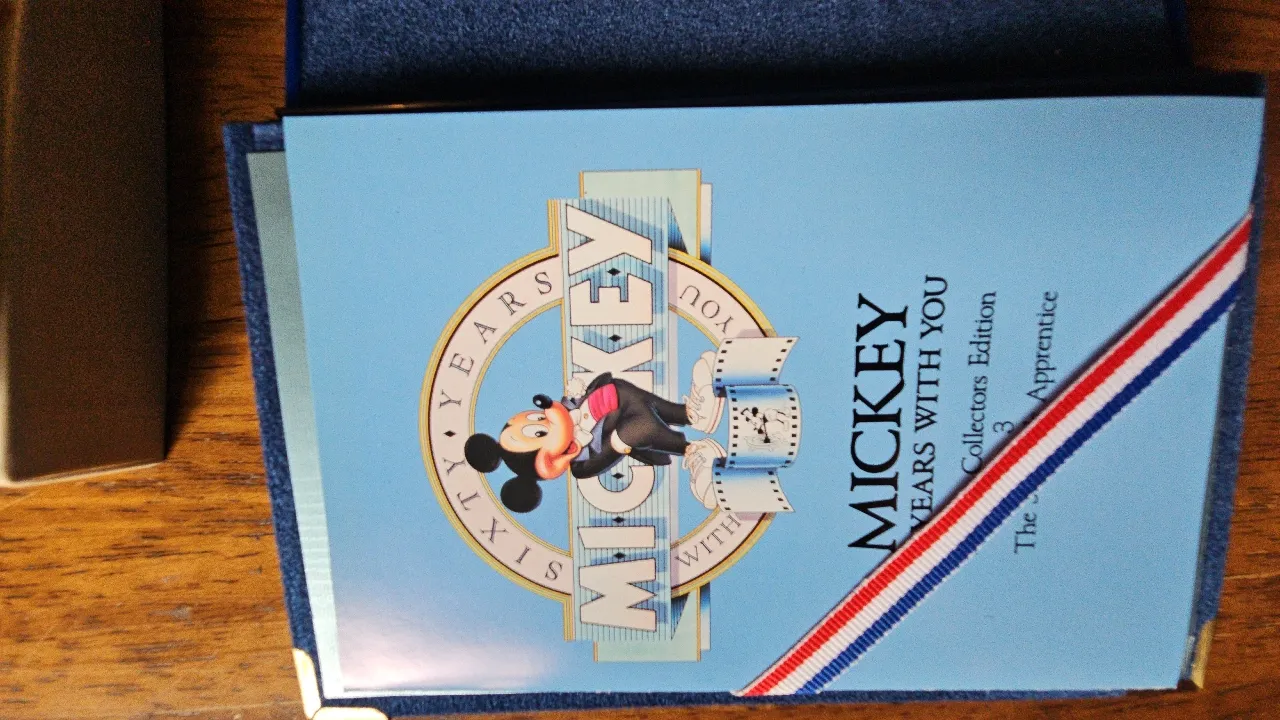 SIXTY · YEARS
MICKEY
WITH YOU
MICKEY
YEARS WITH YOU
Collectors Edition
3
The Apprentice